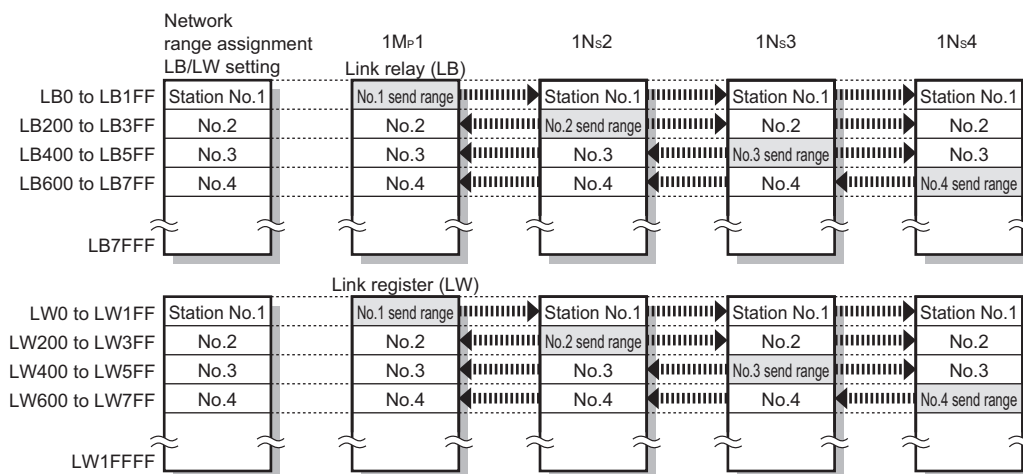 Network
range assignment
LB/LW setting
1MP1
1NS2
1NS3
1NS4
Link relay (LB)
LB0 to LB1FF Station No.1 No.1 send range Station No.1 Station No.1 Station No.1
LB200 to LB3FF No.2 No.2 No.2 send range No.2 No.2
LB400 to LB5FF No.3 No.3 No.3 No.3 send range No.3
LB600 to LB7FF No.4 No.4 No.4 No.4 No.4 send range
LB7FFF
Link register (LW)
LW0 to LW1FF Station No.1 No.1 send range Station No.1 Station No.1 Station No.1
LW200 to LW3FF No.2 No.2 No.2 send range No.2 No.2
LW400 to LW5FF No.3 No.3 No.3 No.3 send range No.3
LW600 to LW7FF No.4 No.4 No.4 No.4 No.4 send range
LW1FFFF